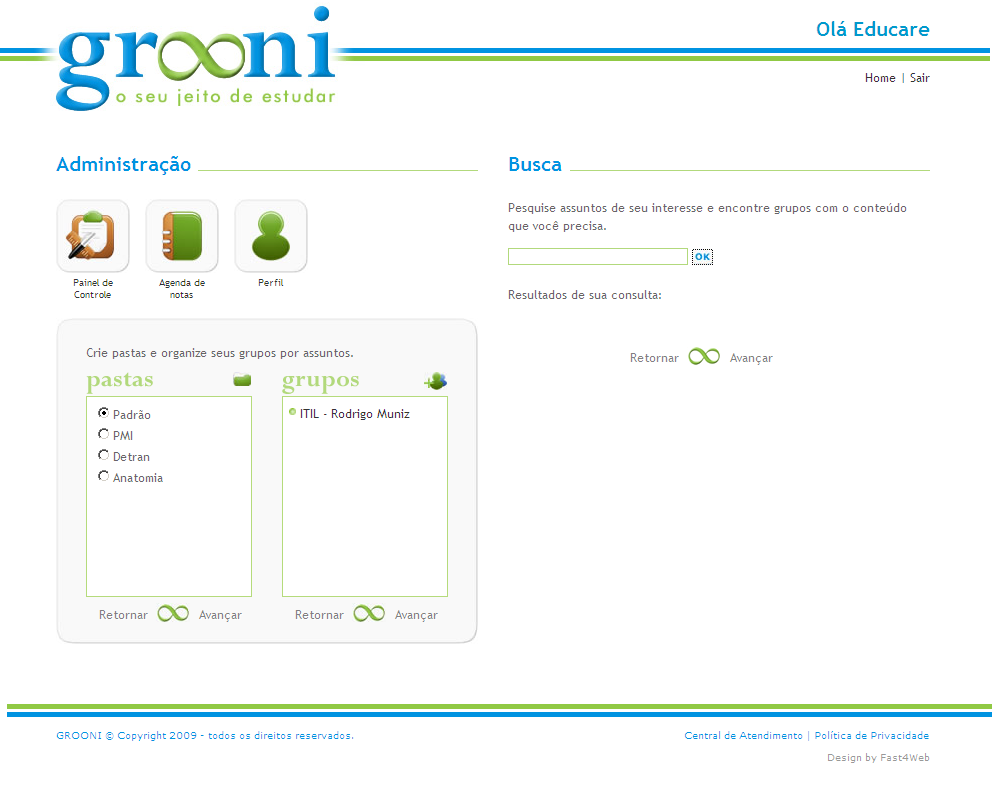 grooni
o seu jeito de estudar
Olá Educare
Home | Sair
Administração
Painel de
Controle
Agenda de
notas
Perfil
Crie pastas e organize seus grupos por assuntos.
pastas
Padrão
PMI
Detran
Anatomia
Retornar Avançar
grupos
ITIL - Rodrigo Muniz
Retornar Avançar
Busca
Pesquise assuntos de seu interesse e encontre grupos com o conteúdo
que você precisa.
OK
Resultados de sua consulta:
Retornar Avançar
GROONI © Copyright 2009 - todos os direitos reservados.
Central de Atendimento | Política de Privacidade
Design by Fast4Web